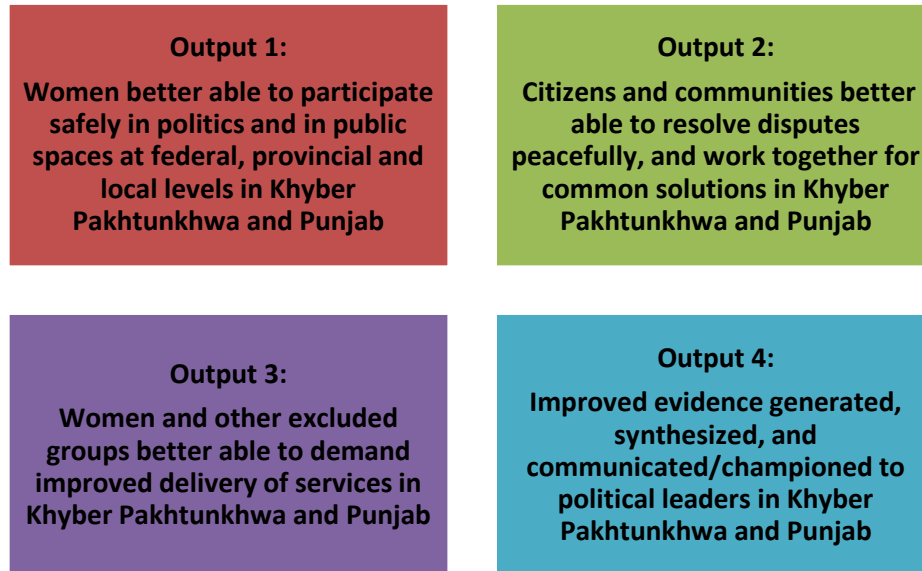 Output 1:
Women better able to participate
safely in politics and in public
spaces at federal, provincial and
local levels in Khyber
Pakhtunkhwa and Punjab
Output 2:
Citizens and communities better
able to resolve disputes
peacefully, and work together for
common solutions in Khyber
Pakhtunkhwa and Punjab
Output 3:
Women and other excluded
groups better able to demand
improved delivery of services in
Khyber Pakhtunkhwa and Punjab
Output 4:
Improved evidence generated,
synthesized, and
communicated/championed to
political leaders in Khyber
Pakhtunkhwa and Punjab